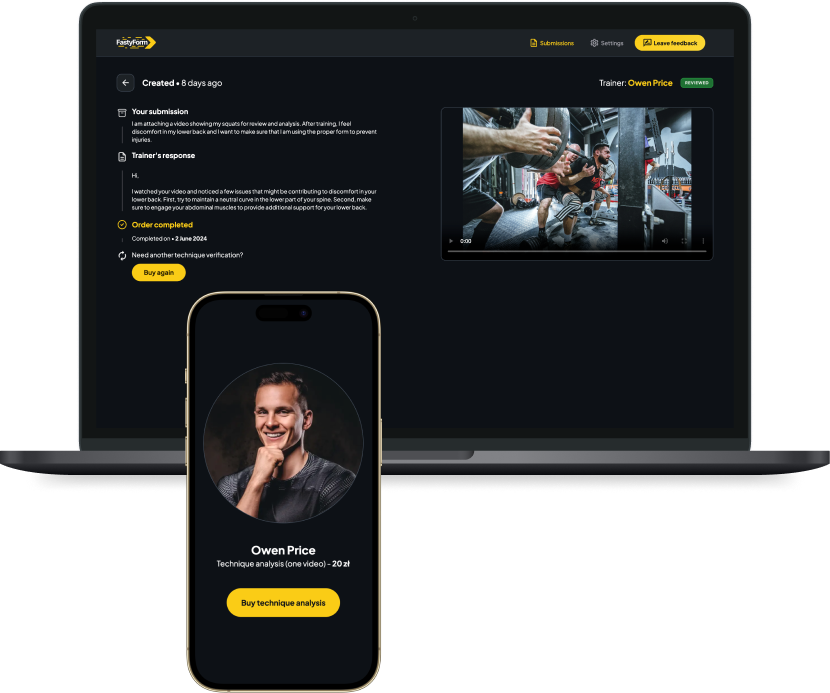 FastyForm
Submissions
Settings
Leave feedback
Created • 8 days ago
Trainer: Owen Price
REVIEWED
Your submission
I am attaching a video showing my squats for review and analysis. After training, I feel
discomfort in my lower back and I want to make sure that I am using the proper form to prevent
injuries.
Trainer's response
Hi,
I watched your video and noticed a few issues that might be contributing to discomfort in your
lower back. First, try to maintain a neutral curve in the lower part of your spine. Second, make
sure to engage your abdominal muscles to provide additional support for your lower back.
0:00
Order completed
Completed on • 2 June 2024
Need another technique verification?
Buy again
Owen Price
Technique analysis (one video) - 20 zł
Buy technique analysis